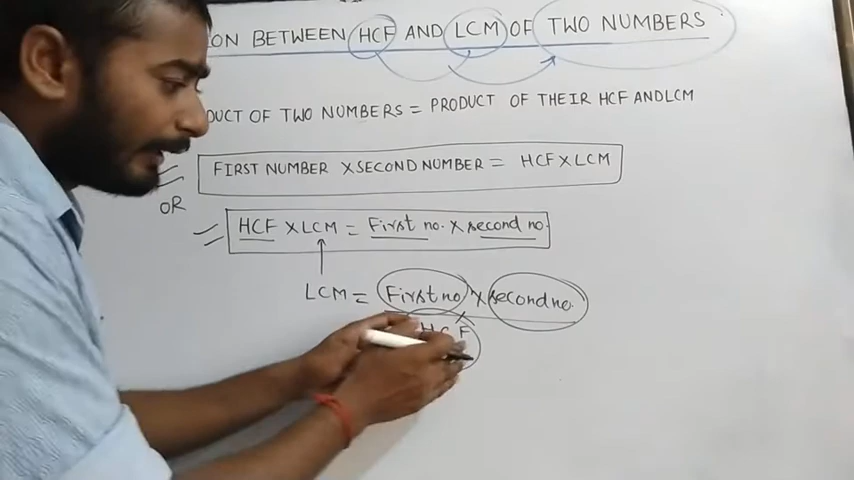 ON BETWEEN HCF AND LCM OF TWO NUMBERS
DUCT OF TWO NUMBERS = PRODUCT OF THEIR HCF AND LCM
FIRST NUMBER X SECOND NUMBER = HCF X LCM
OR
HCF X LCM = First no. X second no.
LCM = First no X second no.
HCF